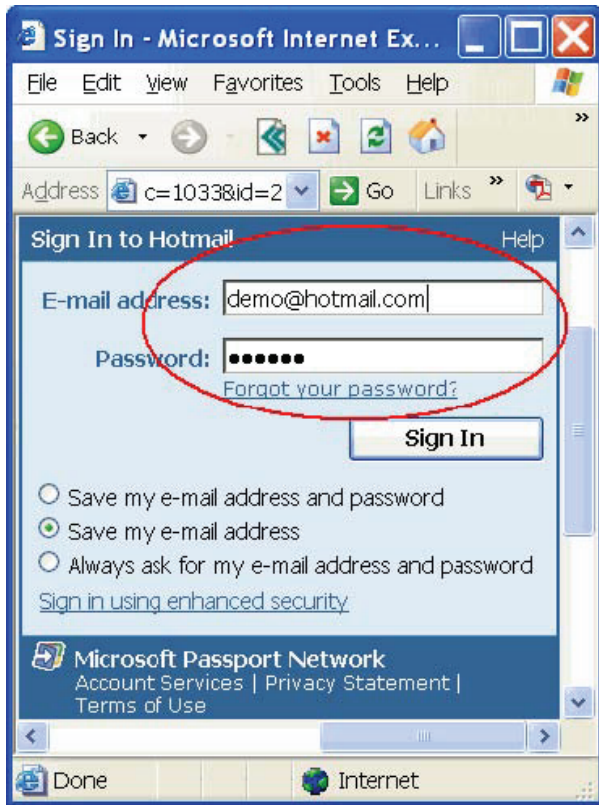 Sign In - Microsoft Internet Ex...
File Edit View Favorites Tools Help
Back
Address c=1033&id=2 Go Links »
Sign In to Hotmail Help
E-mail address: demo@hotmail.com
Password: ••••••
Forgot your password?
Sign In
Save my e-mail address and password
Save my e-mail address
Always ask for my e-mail address and password
Sign in using enhanced security
Microsoft Passport Network
Account Services | Privacy Statement |
Terms of Use
Done Internet